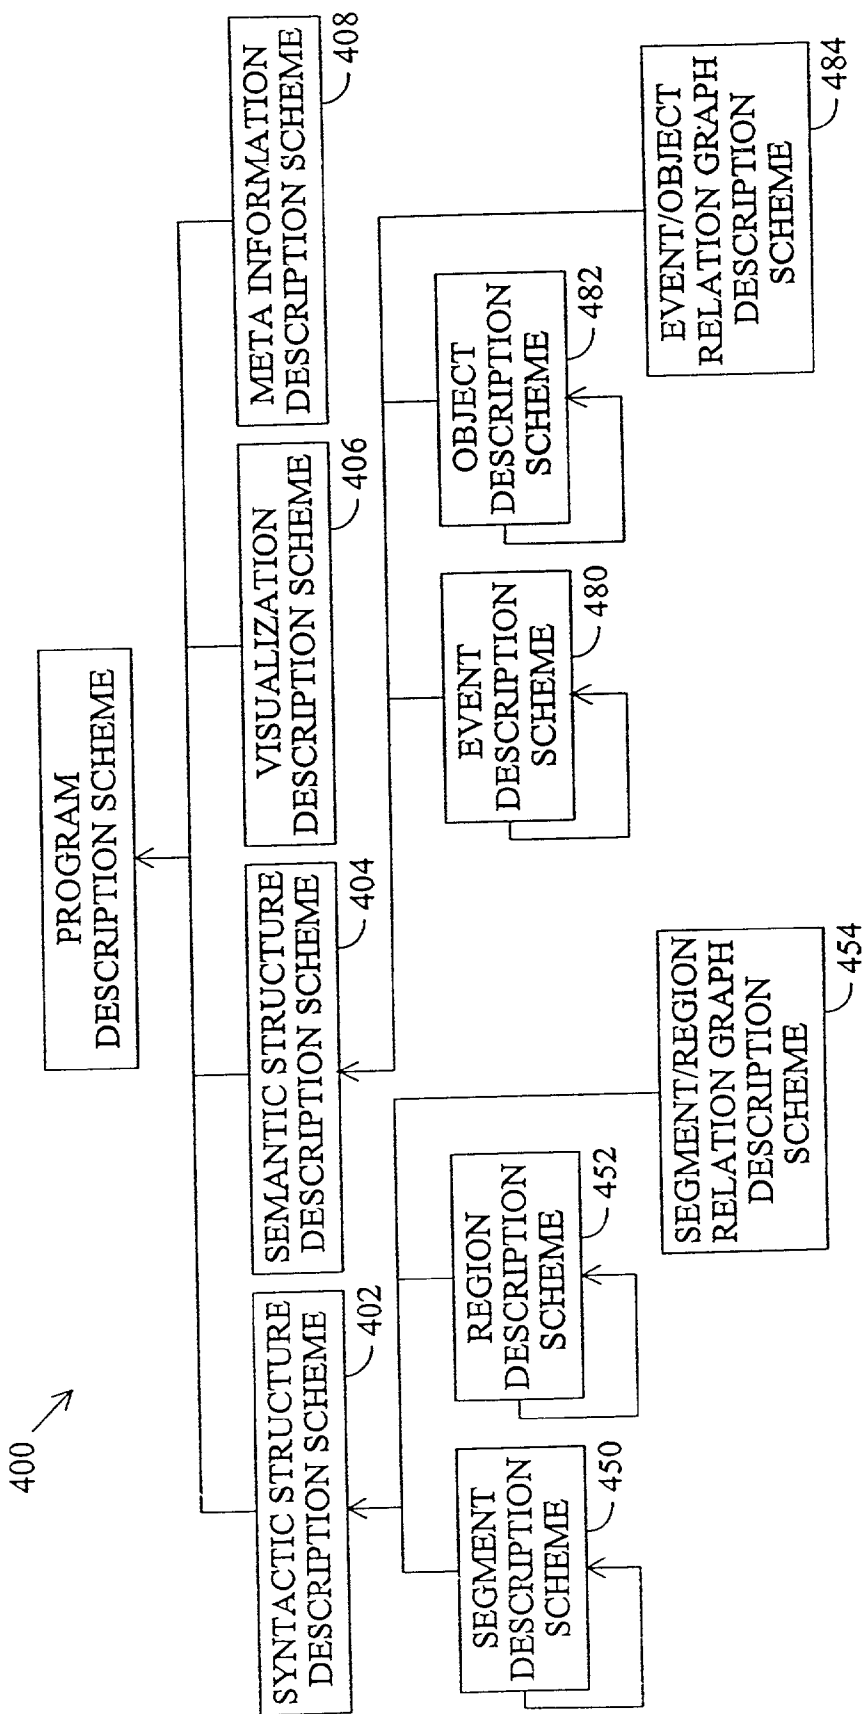 400
PROGRAM
DESCRIPTION SCHEME
SYNTACTIC STRUCTURE
DESCRIPTION SCHEME
402
SEMANTIC STRUCTURE
DESCRIPTION SCHEME
404
VISUALIZATION
DESCRIPTION SCHEME
406
META INFORMATION
DESCRIPTION SCHEME
408
SEGMENT
DESCRIPTION
SCHEME
450
REGION
DESCRIPTION
SCHEME
452
SEGMENT/REGION
RELATION GRAPH
DESCRIPTION
SCHEME
454
EVENT
DESCRIPTION
SCHEME
480
OBJECT
DESCRIPTION
SCHEME
482
EVENT/OBJECT
RELATION GRAPH
DESCRIPTION
SCHEME
484